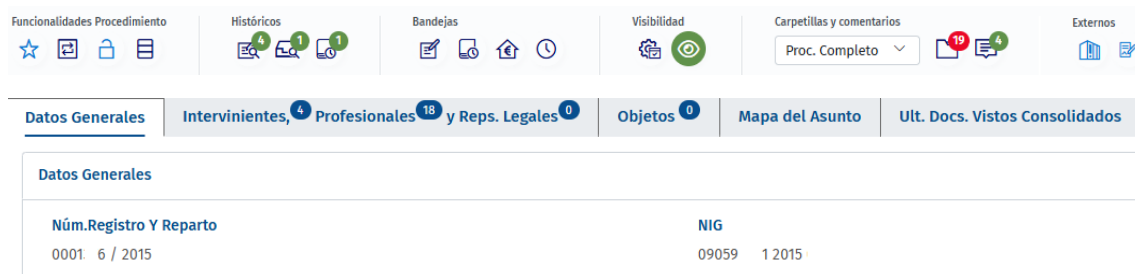 Funcionalidades Procedimiento
Históricos
Bandejas
Visibilidad
Carpetillas y comentarios
Externos
4
1
1
Proc. Completo
19
4
Datos Generales
Intervinientes, 4 Profesionales 18 y Reps. Legales 0
Objetos 0
Mapa del Asunto
Ult. Docs. Vistos Consolidados
Datos Generales
Núm.Registro Y Reparto
NIG
0001 6 / 2015
09059 1 2015